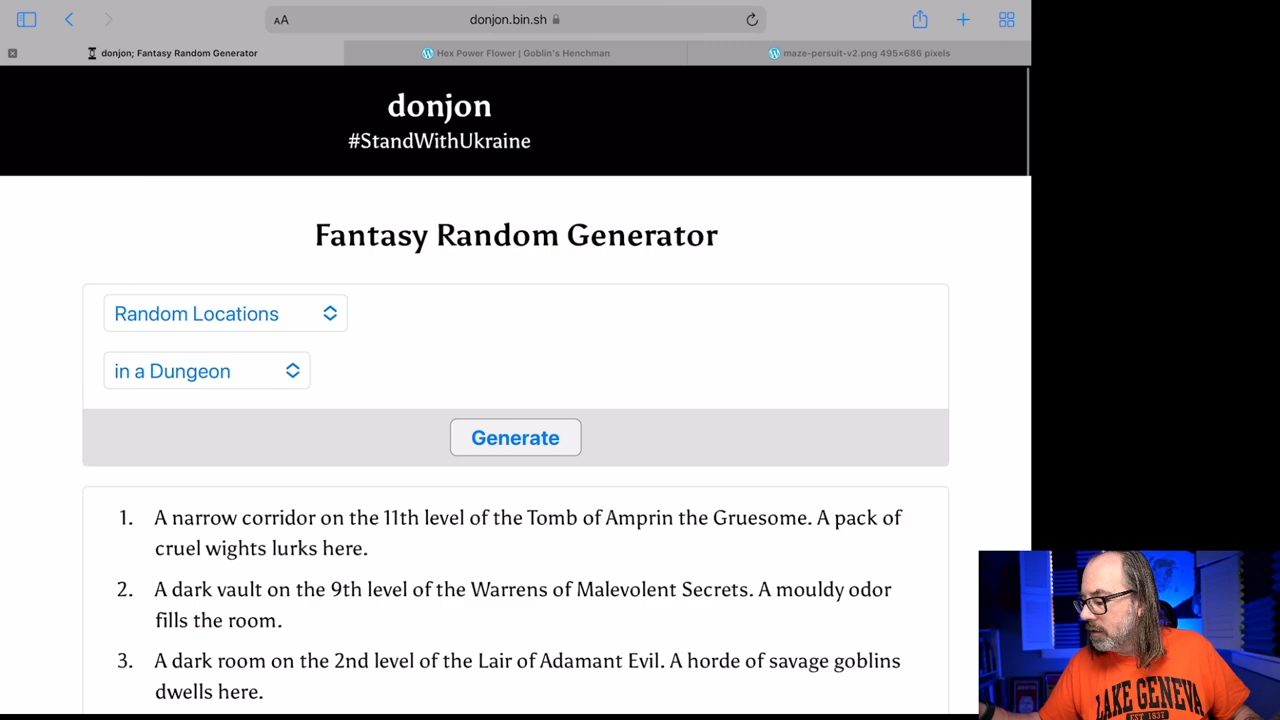 AA
donjon.bin.sh
donjon; Fantasy Random Generator
Hex Power Flower | Goblin's Henchman
maze-persuit-v2.png 495×686 pixels
donjon
#StandWithUkraine
Fantasy Random Generator
Random Locations
in a Dungeon
Generate
1. A narrow corridor on the 11th level of the Tomb of Amprin the Gruesome. A pack of
cruel wights lurks here.
2. A dark vault on the 9th level of the Warrens of Malevolent Secrets. A mouldy odor
fills the room.
3. A dark room on the 2nd level of the Lair of Adamant Evil. A horde of savage goblins
dwells here.
LAKE GENEVA
EST 1837